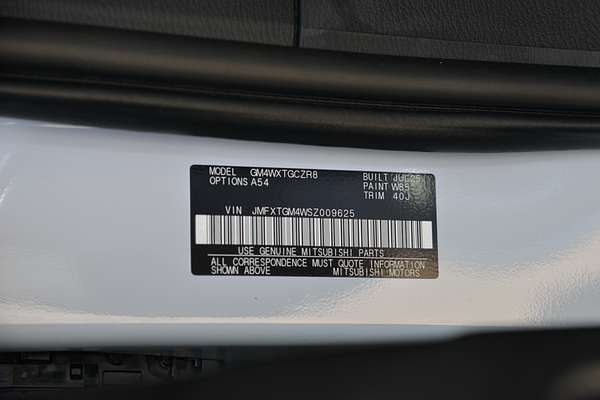 MODEL GM4WXTGCZR8 BUILT JUL25
OPTIONS A54 PAINT W85
TRIM 40J
VIN JMFXTGM4WSZ009625
USE GENUINE MITSUBISHI PARTS
ALL CORRESPONDENCE MUST QUOTE INFORMATION
SHOWN ABOVE MITSUBISHI MOTORS